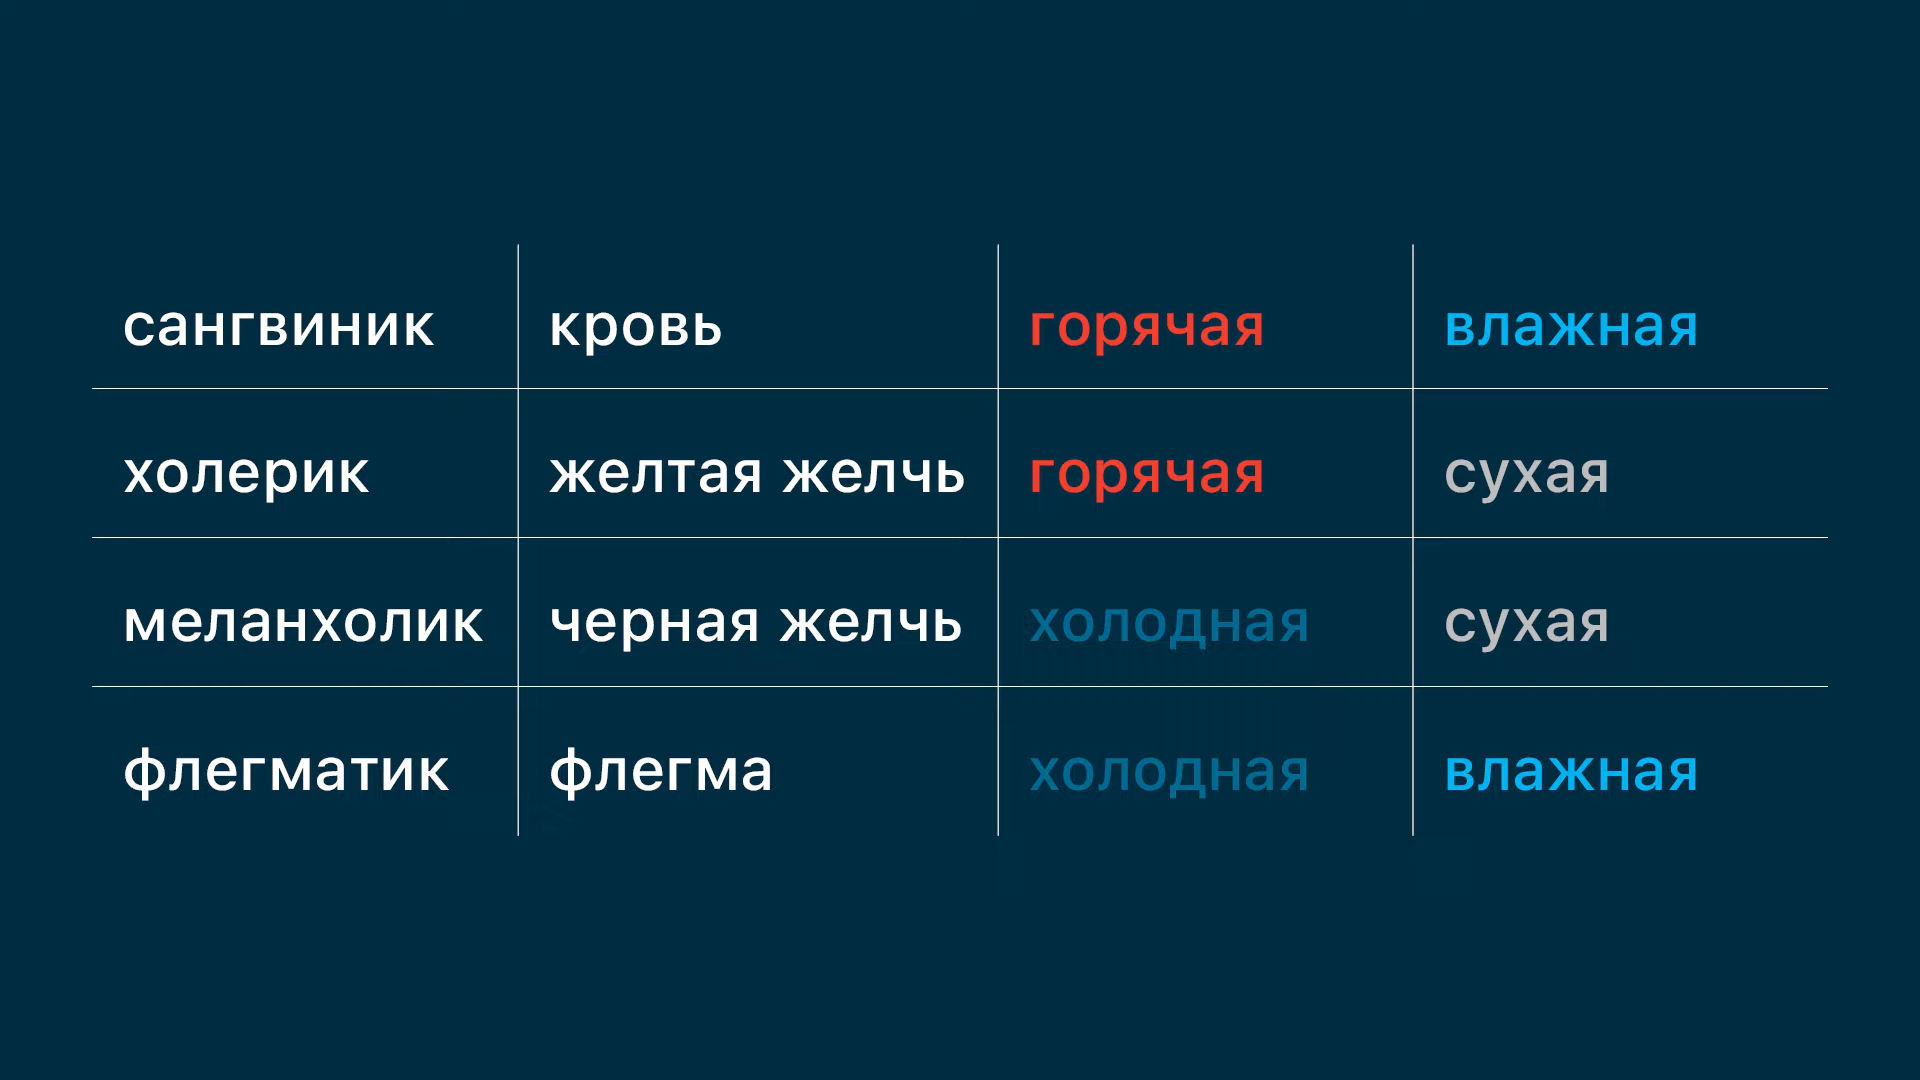 сангвиник кровь горячая влажная
холерик желтая желчь горячая сухая
меланхолик черная желчь холодная сухая
флегматик флегма холодная влажная